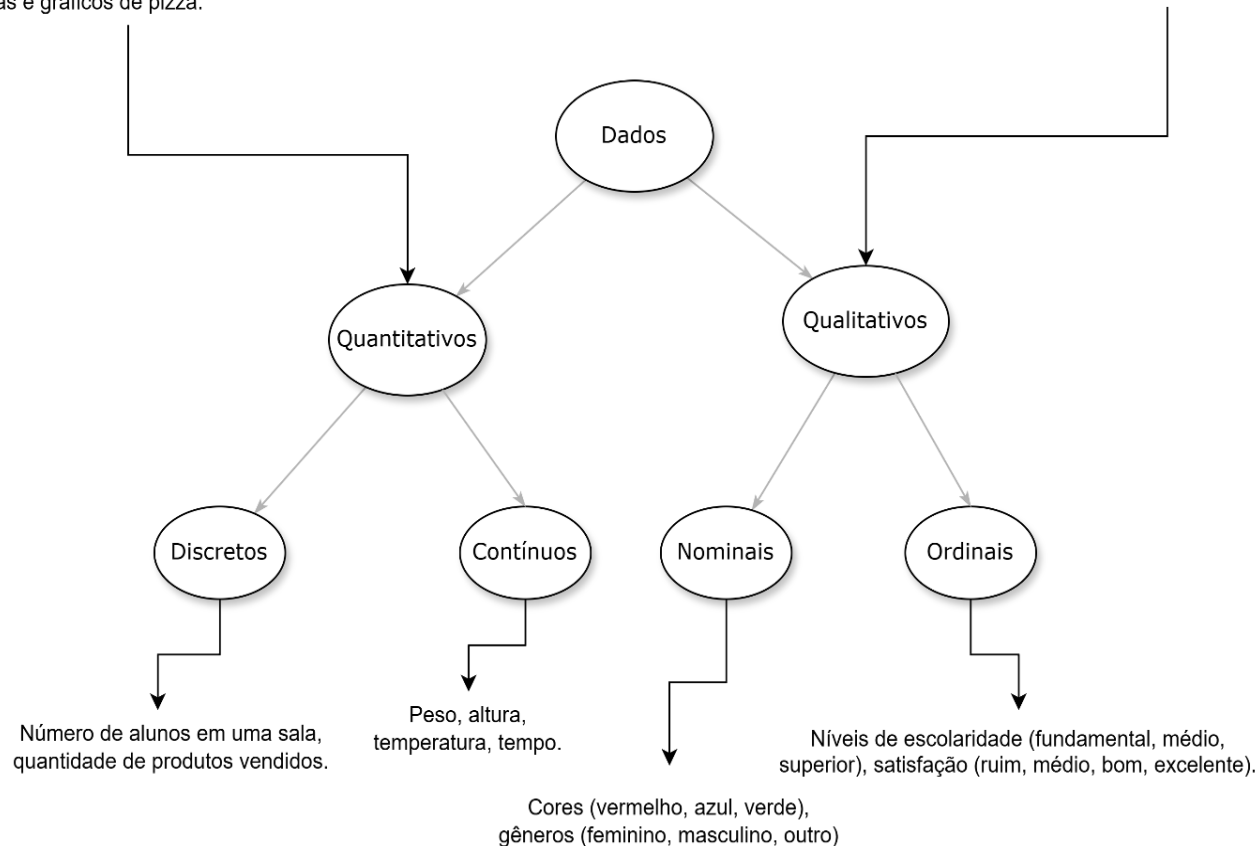 as e gráficos de pizza.
Dados
Quantitativos
Qualitativos
Discretos
Contínuos
Nominais
Ordinais
Número de alunos em uma sala,
quantidade de produtos vendidos.
Peso, altura,
temperatura, tempo.
Cores (vermelho, azul, verde),
gêneros (feminino, masculino, outro)
Níveis de escolaridade (fundamental, médio,
superior), satisfação (ruim, médio, bom, excelente).